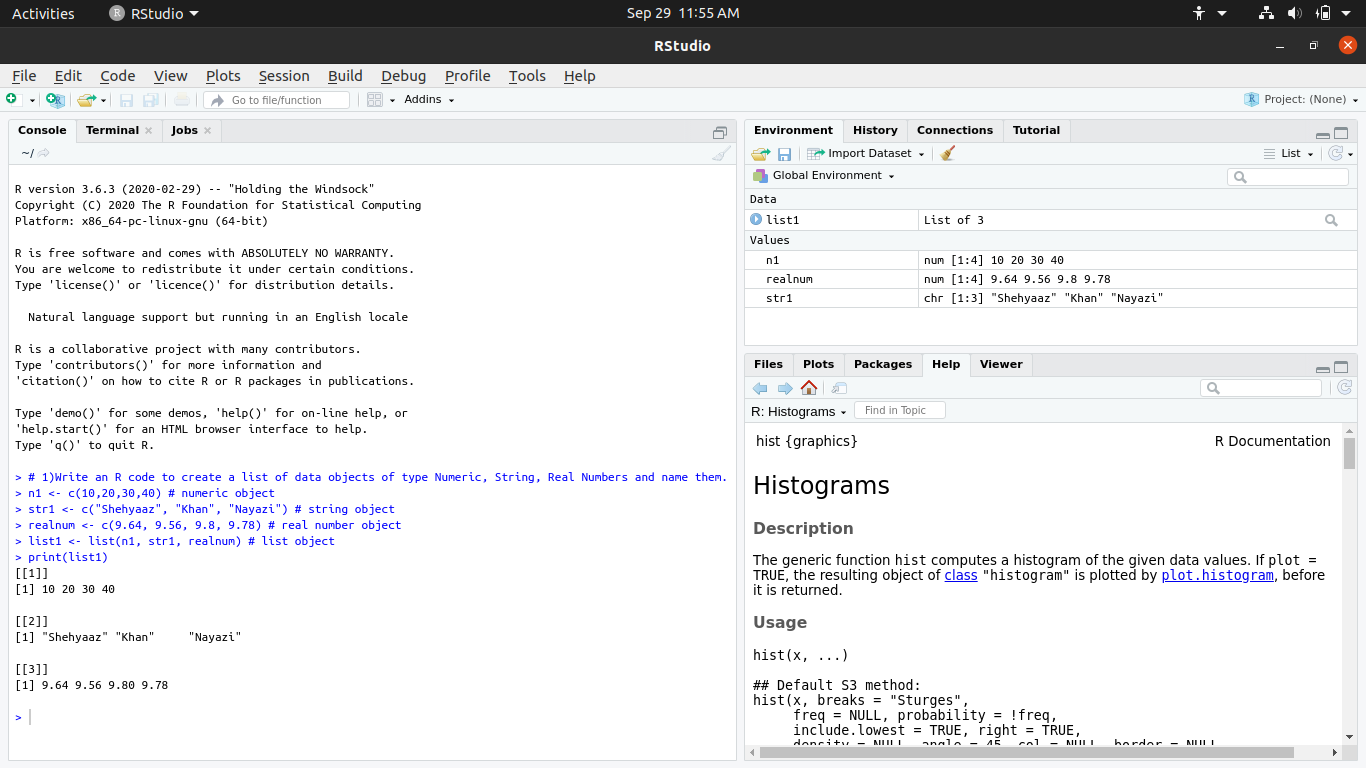 Activities RStudio Sep 29 11:55 AM
RStudio
File Edit Code View Plots Session Build Debug Profile Tools Help
Go to file/function Addins Project: (None)
Console Terminal Jobs
~/
R version 3.6.3 (2020-02-29) -- "Holding the Windsock"
Copyright (C) 2020 The R Foundation for Statistical Computing
Platform: x86_64-pc-linux-gnu (64-bit)
R is free software and comes with ABSOLUTELY NO WARRANTY.
You are welcome to redistribute it under certain conditions.
Type 'license()' or 'licence()' for distribution details.
Natural language support but running in an English locale
R is a collaborative project with many contributors.
Type 'contributors()' for more information and
'citation()' on how to cite R or R packages in publications.
Type 'demo()' for some demos, 'help()' for on-line help, or
'help.start()' for an HTML browser interface to help.
Type 'q()' to quit R.
> # 1)Write an R code to create a list of data objects of type Numeric, String, Real Numbers and name them.
> n1 <- c(10,20,30,40) # numeric object
> str1 <- c("Shehyaaz", "Khan", "Nayazi") # string object
> realnum <- c(9.64, 9.56, 9.8, 9.78) # real number object
> list1 <- list(n1, str1, realnum) # list object
> print(list1)
[[1]]
[1] 10 20 30 40
[[2]]
[1] "Shehyaaz" "Khan"     "Nayazi"
[[3]]
[1] 9.64 9.56 9.80 9.78
>
Environment History Connections Tutorial
Import Dataset List
Global Environment
Data
list1 List of 3
Values
n1 num [1:4] 10 20 30 40
realnum num [1:4] 9.64 9.56 9.8 9.78
str1 chr [1:3] "Shehyaaz" "Khan" "Nayazi"
Files Plots Packages Help Viewer
R: Histograms Find in Topic
hist {graphics} R Documentation
Histograms
Description
The generic function hist computes a histogram of the given data values. If plot =
TRUE, the resulting object of class "histogram" is plotted by plot.histogram, before
it is returned.
Usage
hist(x, ...)
## Default S3 method:
hist(x, breaks = "Sturges",
freq = NULL, probability = !freq,
include.lowest = TRUE, right = TRUE,
density = NULL, angle = 45, col = NULL, border = NULL